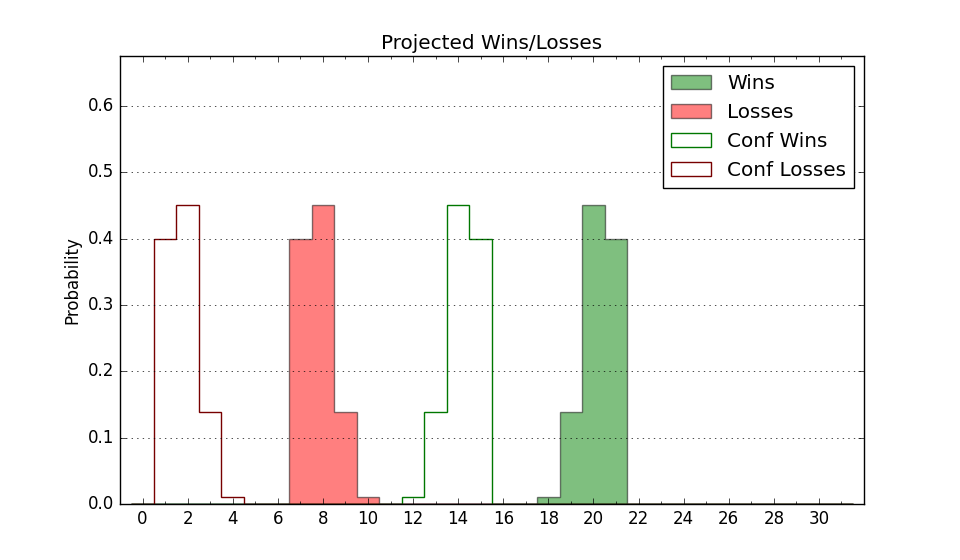 Projected Wins/Losses
Wins
Losses
Conf Wins
Conf Losses
Probability
0.6
0.5
0.4
0.3
0.2
0.1
0.0
0 2 4 6 8 10 12 14 16 18 20 22 24 26 28 30